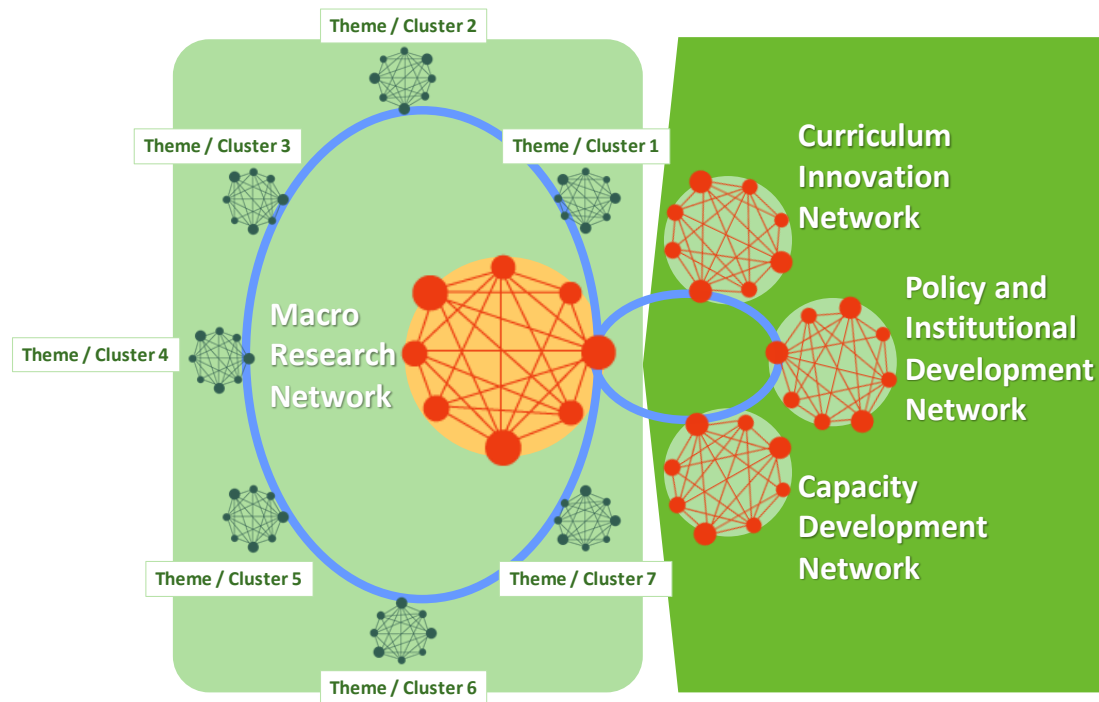 Theme / Cluster 2
Theme / Cluster 3
Theme / Cluster 1
Theme / Cluster 4
Macro
Research
Network
Theme / Cluster 5
Theme / Cluster 7
Theme / Cluster 6
Curriculum
Innovation
Network
Policy and
Institutional
Development
Network
Capacity
Development
Network